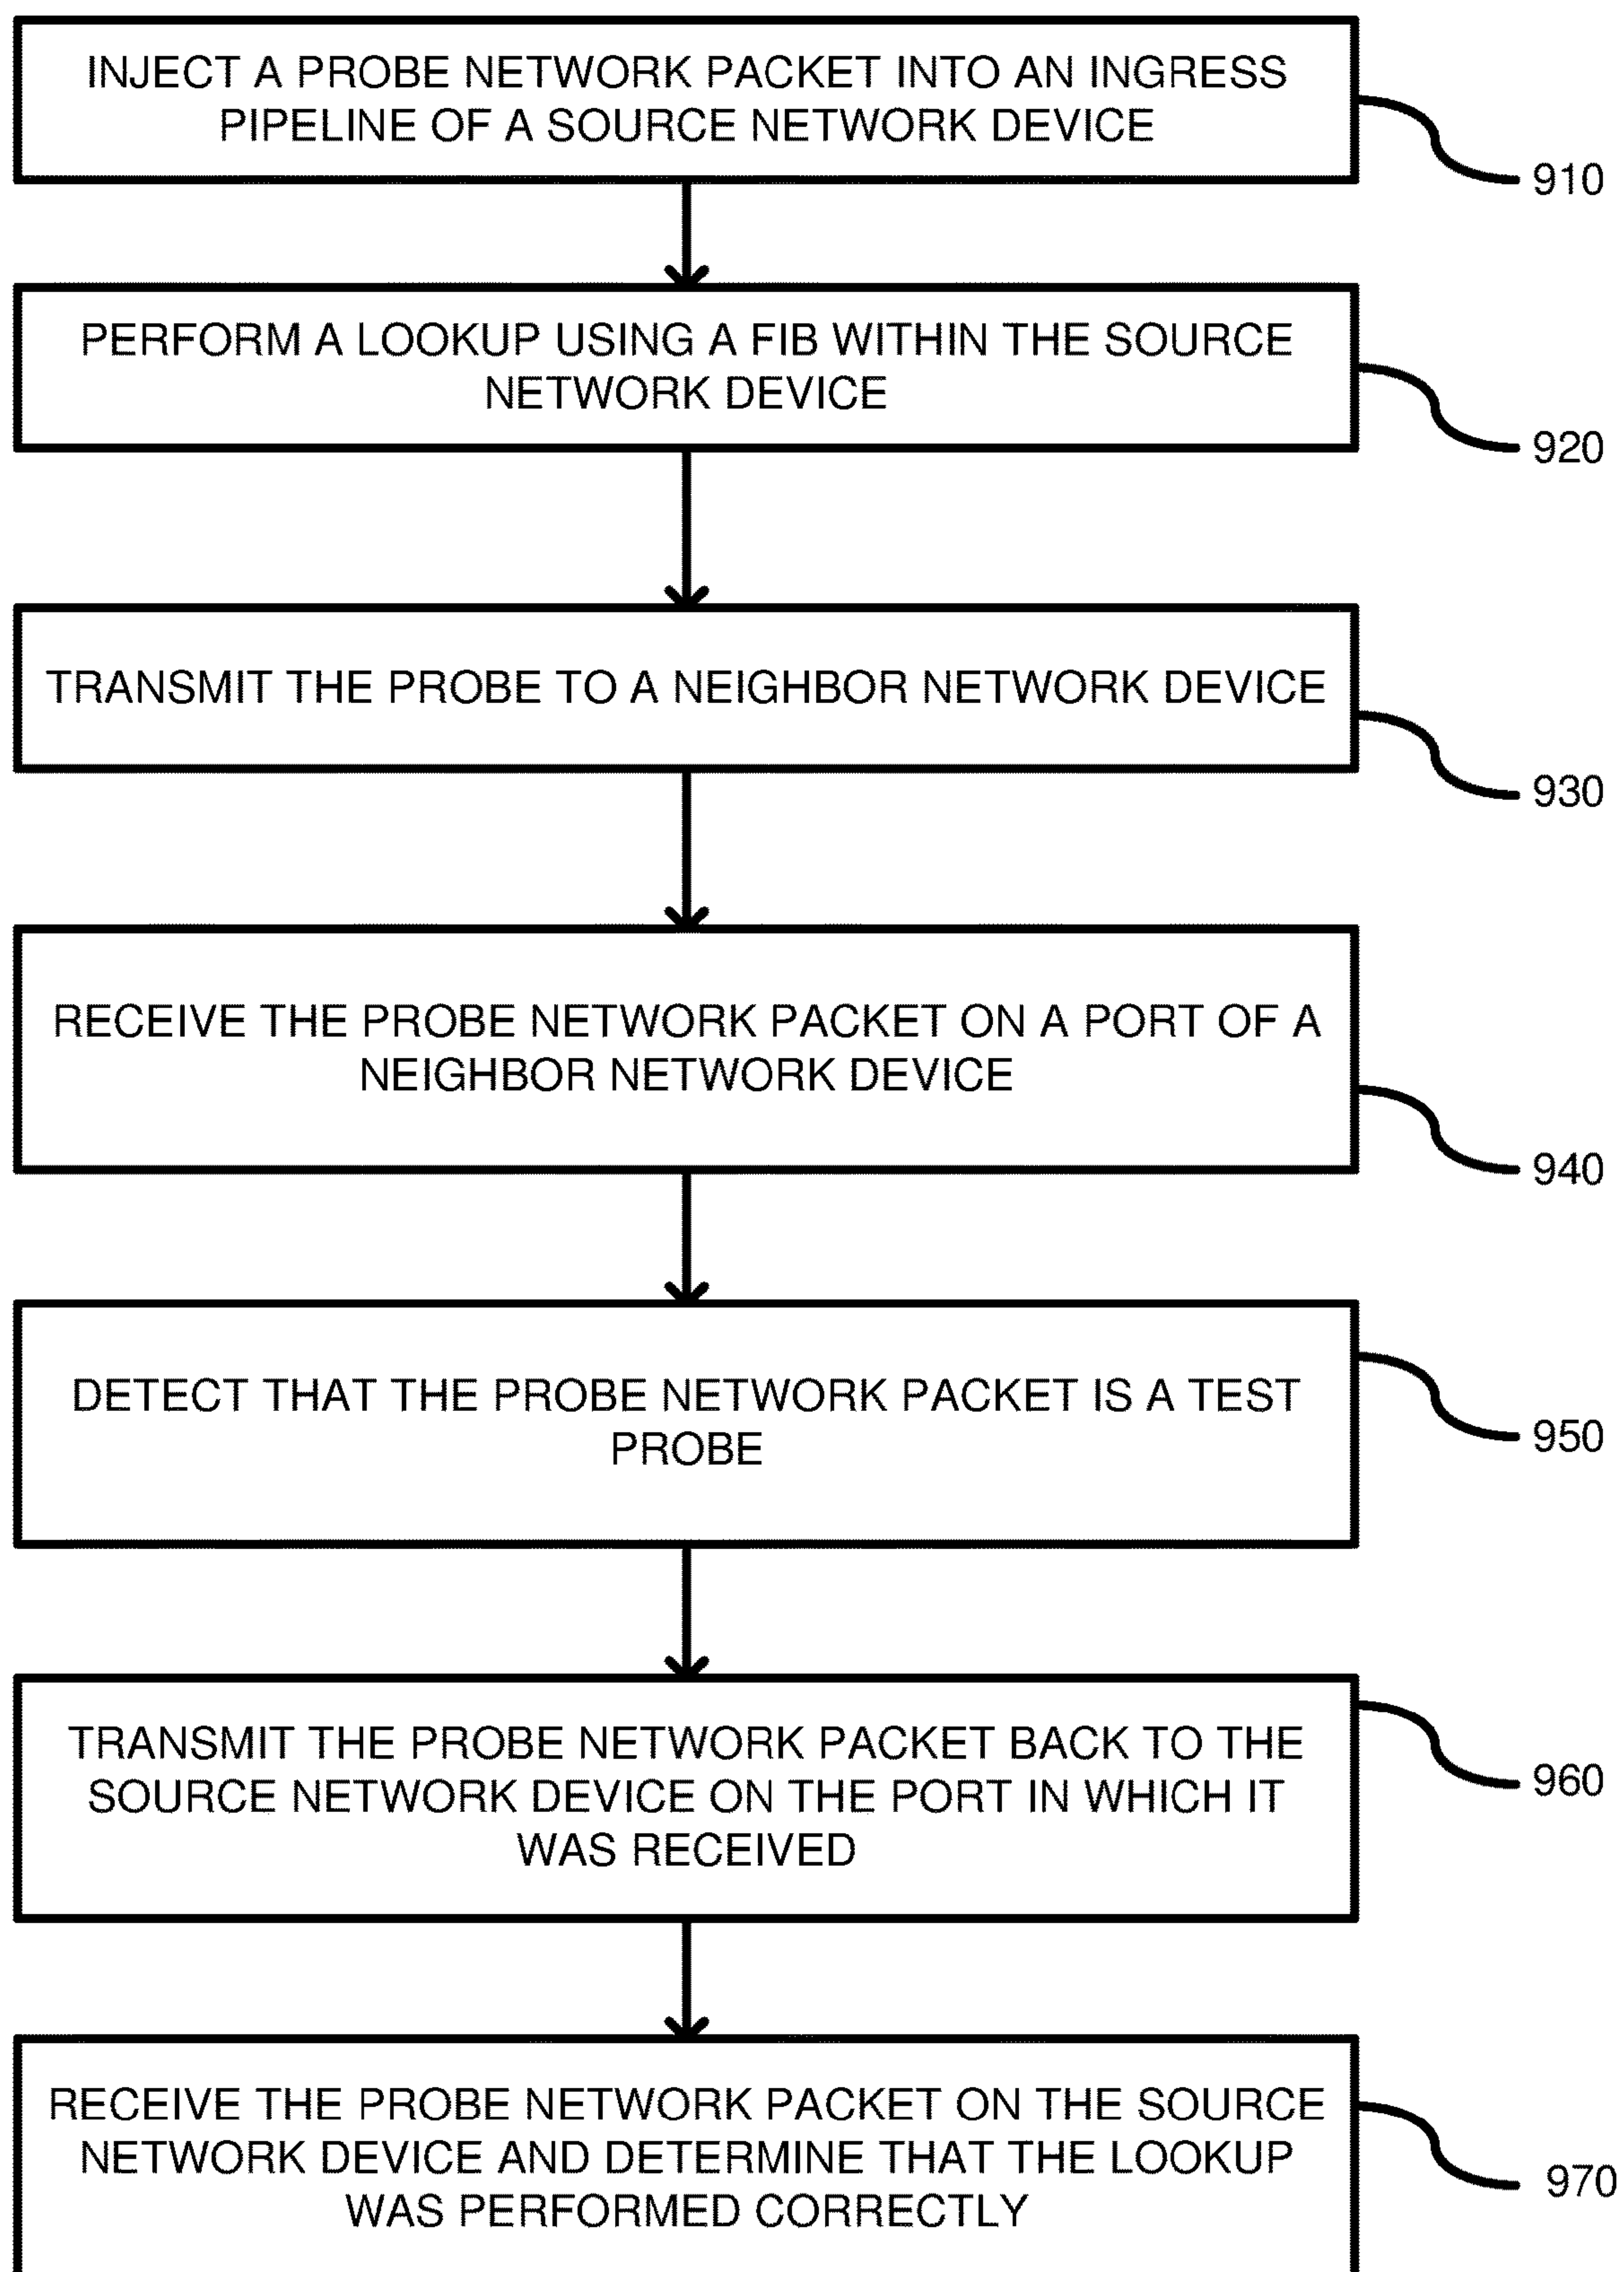 INJECT A PROBE NETWORK PACKET INTO AN INGRESS
PIPELINE OF A SOURCE NETWORK DEVICE
910
PERFORM A LOOKUP USING A FIB WITHIN THE SOURCE
NETWORK DEVICE
920
TRANSMIT THE PROBE TO A NEIGHBOR NETWORK DEVICE
930
RECEIVE THE PROBE NETWORK PACKET ON A PORT OF A
NEIGHBOR NETWORK DEVICE
940
DETECT THAT THE PROBE NETWORK PACKET IS A TEST
PROBE
950
TRANSMIT THE PROBE NETWORK PACKET BACK TO THE
SOURCE NETWORK DEVICE ON THE PORT IN WHICH IT
WAS RECEIVED
960
RECEIVE THE PROBE NETWORK PACKET ON THE SOURCE
NETWORK DEVICE AND DETERMINE THAT THE LOOKUP
WAS PERFORMED CORRECTLY
970